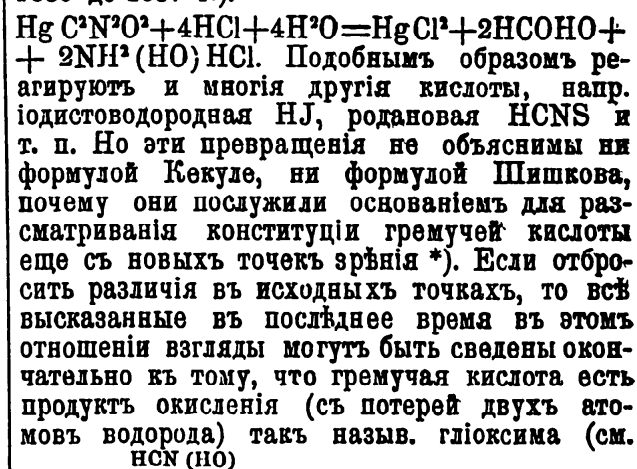 Hg C²N²O²+4HCl+4H²O=HgCl²+2HCOHO+
+ 2NH²(HO)HCl. Подобнымъ образомъ ре-
агируютъ и многія другія кислоты, напр.
іодистоводородная HJ, родановая HCNS и
т. п. Но эти превращенія не объяснимы ни
формулой Кекуле, ни формулой Шишкова,
почему они послужили основаніемъ для раз-
сматриванія конституціи гремучей кислоты
еще съ новыхъ точекъ зрѣнія *). Если отбро-
сить различія въ исходныхъ точкахъ, то всѣ
высказанные въ послѣднее время въ этомъ
отношеніи взгляды могутъ быть сведены окон-
чательно къ тому, что гремучая кислота есть
продуктъ окисленія (съ потерей двухъ ато-
мовъ водорода) такъ назыв. гліоксима (см.
HCN (HO)